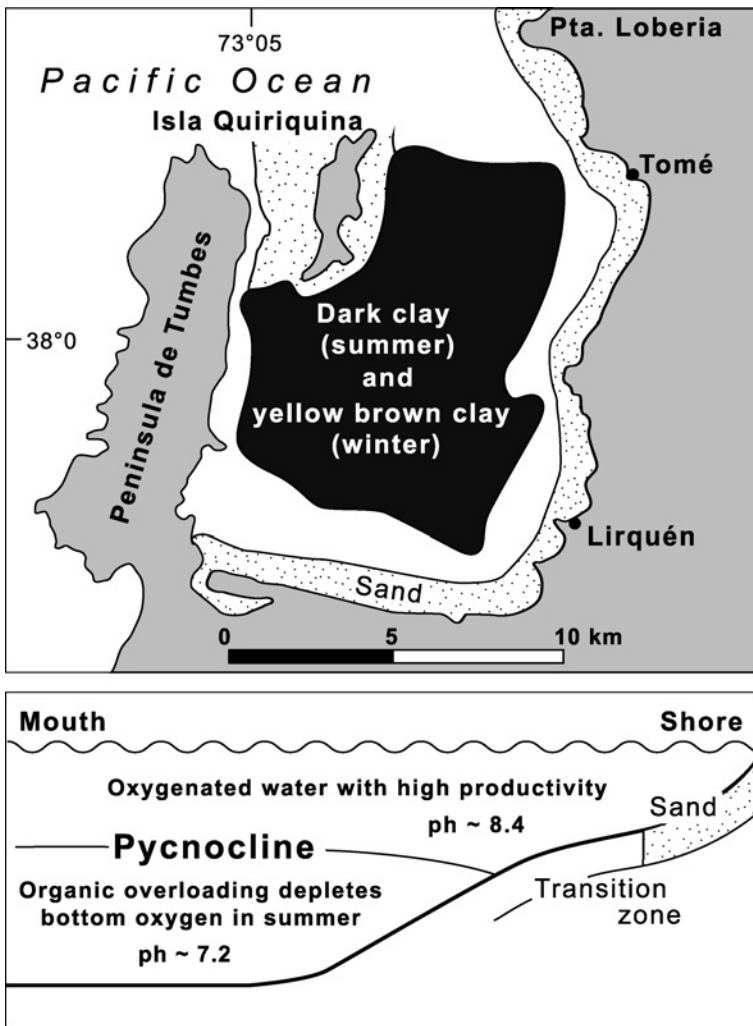 73°05
Pta. Loberia
Pacific Ocean
Isla Quiriquina
Tomé
Peninsula de Tumbes
38°0
Dark clay
(summer)
and
yellow brown clay
(winter)
Lirquén
Sand
0 5 10 km
Mouth Shore
Oxygenated water with high productivity
ph ~ 8.4
Sand
Pycnocline
Organic overloading depletes
bottom oxygen in summer
ph ~ 7.2
Transition
zone